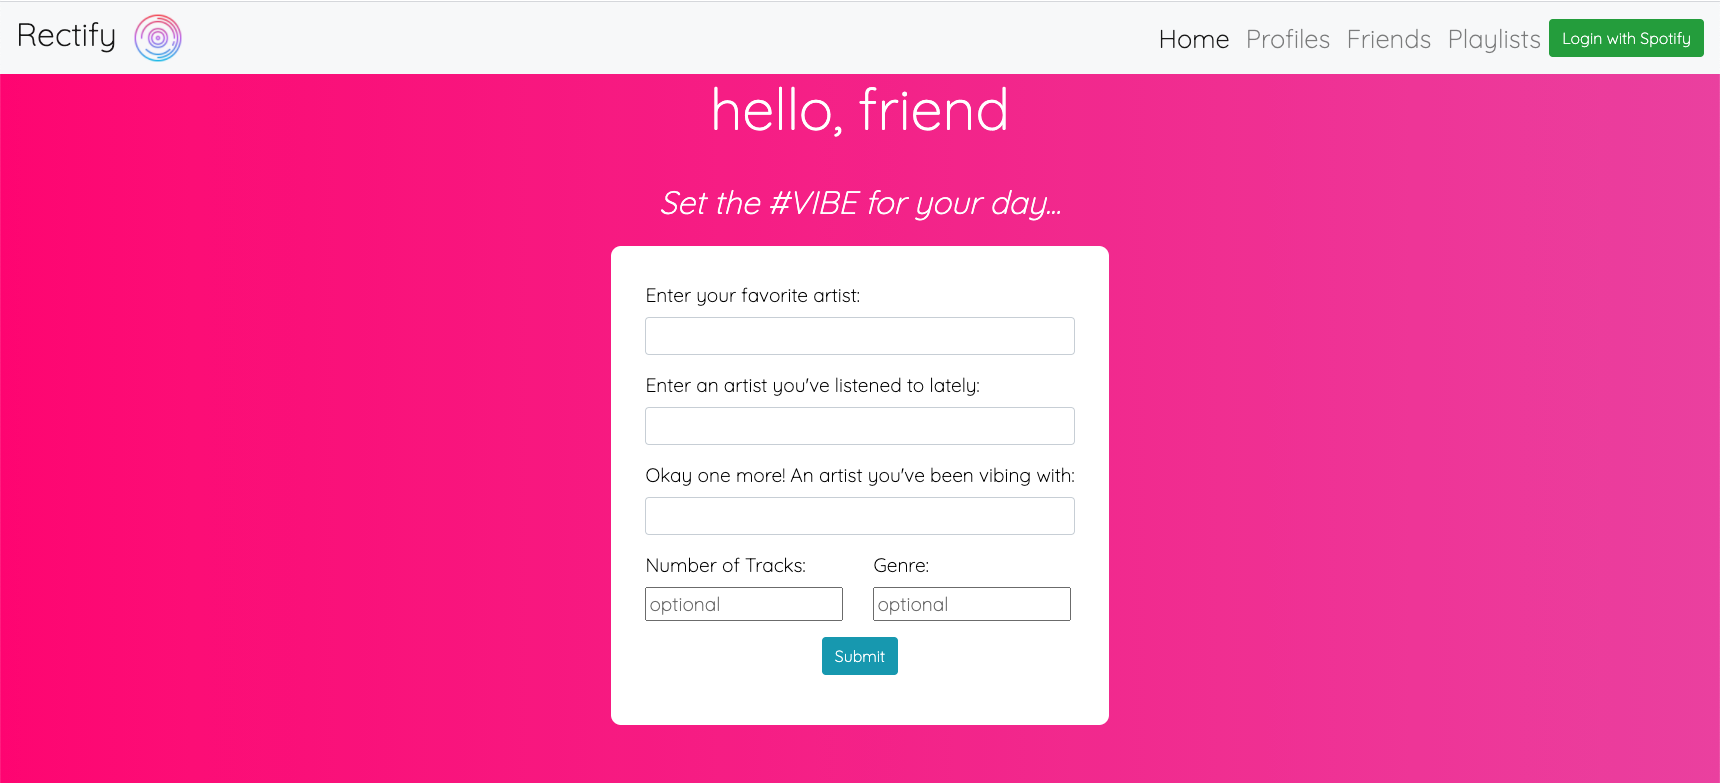 Rectify
Home Profiles Friends Playlists Login with Spotify
hello, friend
Set the #VIBE for your day...
Enter your favorite artist:
Enter an artist you've listened to lately:
Okay one more! An artist you've been vibing with:
Number of Tracks: Genre:
optional optional
Submit